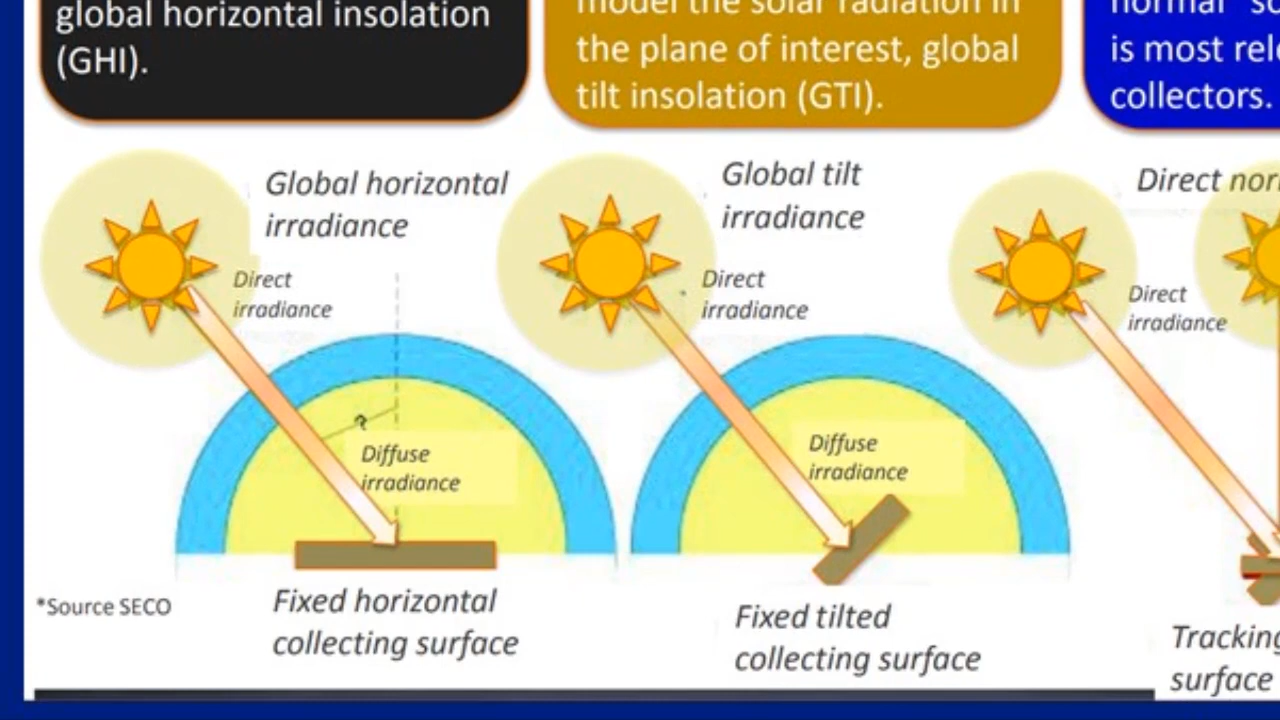 global horizontal insolation
(GHI).
model the solar radiation in
the plane of interest, global
tilt insolation (GTI).
normal
is most
collectors.
Global horizontal
irradiance
Direct
irradiance
Diffuse
irradiance
Fixed horizontal
collecting surface
*Source SECO
Global tilt
irradiance
Direct
irradiance
Diffuse
irradiance
Fixed tilted
collecting surface
Direct
Direct
irradiance
Tracking
surface